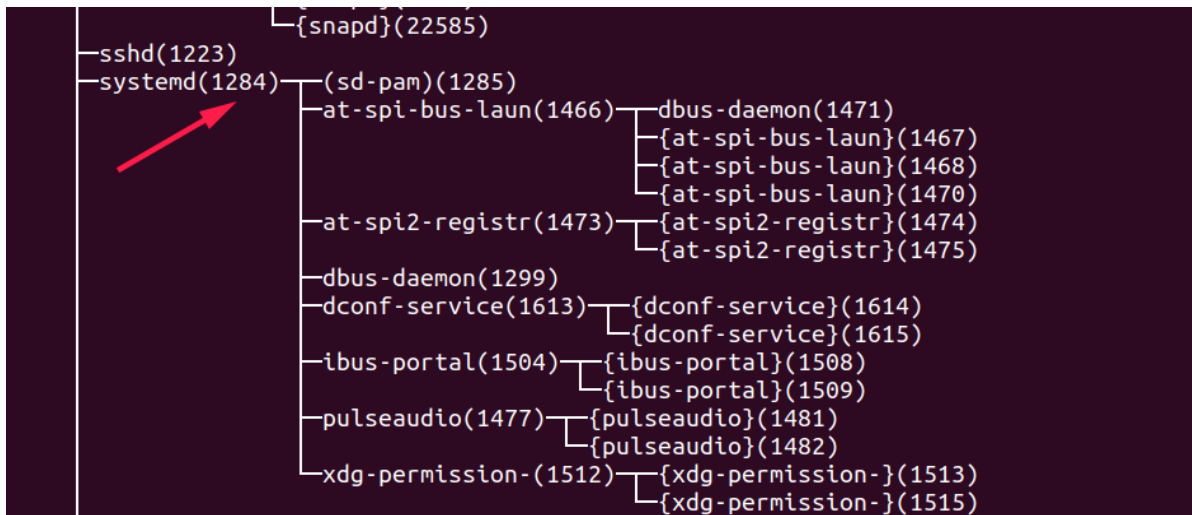 {snapd}(22585)
sshd(1223)
systemd(1284) (sd-pam)(1285)
at-spi-bus-laun(1466) dbus-daemon(1471)
{at-spi-bus-laun}(1467)
{at-spi-bus-laun}(1468)
{at-spi-bus-laun}(1470)
at-spi2-registr(1473) {at-spi2-registr}(1474)
{at-spi2-registr}(1475)
dbus-daemon(1299)
dconf-service(1613) {dconf-service}(1614)
{dconf-service}(1615)
ibus-portal(1504) {ibus-portal}(1508)
{ibus-portal}(1509)
pulseaudio(1477) {pulseaudio}(1481)
{pulseaudio}(1482)
xdg-permission-(1512) {xdg-permission-}(1513)
{xdg-permission-}(1515)